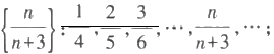 {n/(n+3)}: 1/4, 2/5, 3/6, ⋯, n/(n+3), ⋯;